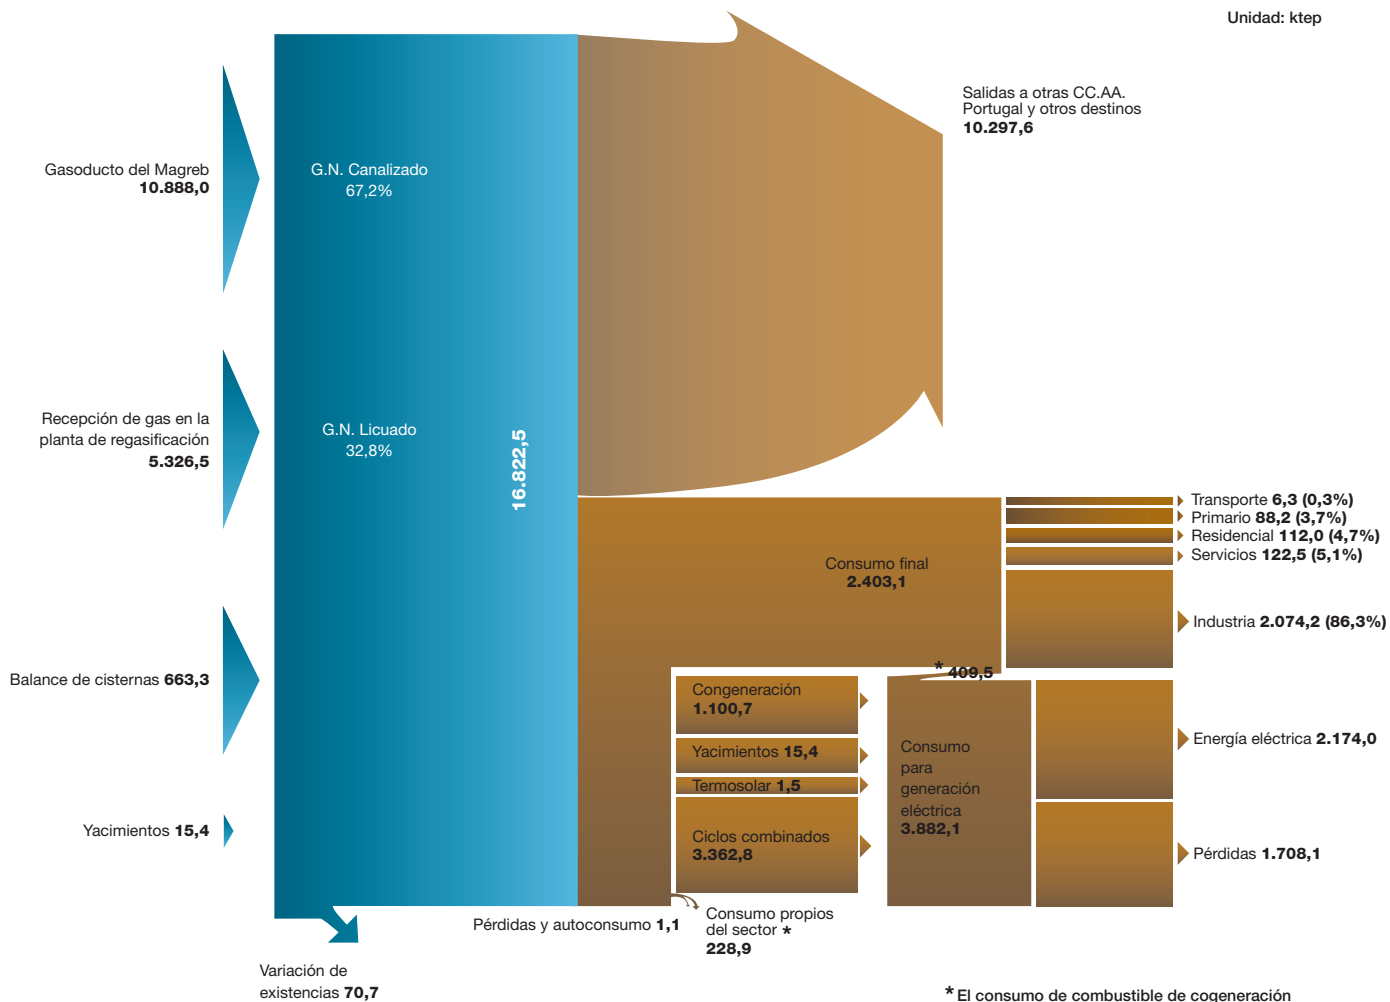 Unidad: ktep
Salidas a otras CC.AA.
Portugal y otros destinos
10.297,6
Gasoducto del Magreb
10.888,0
G.N. Canalizado
67,2%
Recepción de gas en la
planta de regasificación
5.326,5
G.N. Licuado
32,8%
16.822,5
Transporte 6,3 (0,3%)
Primario 88,2 (3,7%)
Residencial 112,0 (4,7%)
Servicios 122,5 (5,1%)
Consumo final
2.403,1
Industria 2.074,2 (86,3%)
* 409,5
Balance de cisternas 663,3
Congeneración
1.100,7
Yacimientos 15,4
Termosolar 1,5
Ciclos combinados
3.362,8
Consumo
para
generación
eléctrica
3.882,1
Energía eléctrica 2.174,0
Yacimientos 15,4
Pérdidas 1.708,1
Pérdidas y autoconsumo 1,1
Consumo propios
del sector *
228,9
Variación de
existencias 70,7
* El consumo de combustible de cogeneración